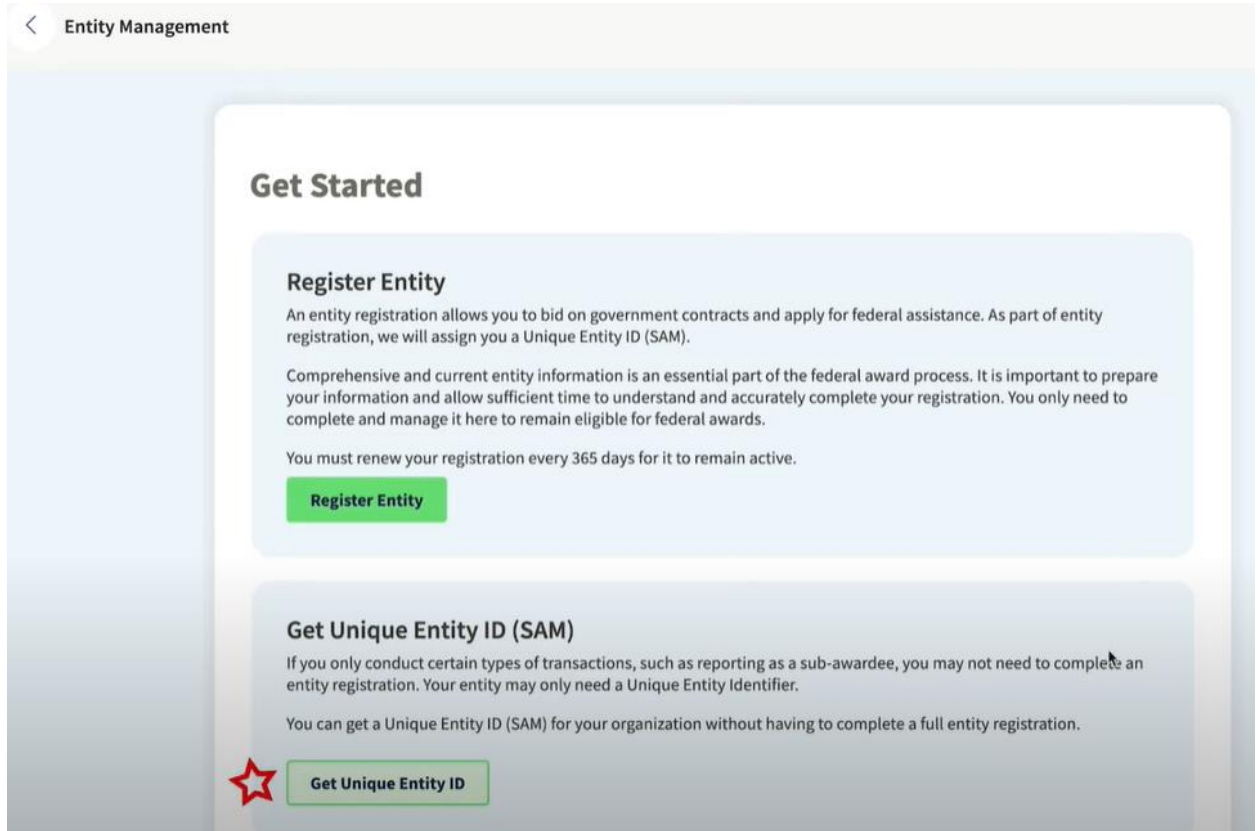 Entity Management
Get Started
Register Entity
An entity registration allows you to bid on government contracts and apply for federal assistance. As part of entity
registration, we will assign you a Unique Entity ID (SAM).
Comprehensive and current entity information is an essential part of the federal award process. It is important to prepare
your information and allow sufficient time to understand and accurately complete your registration. You only need to
complete and manage it here to remain eligible for federal awards.
You must renew your registration every 365 days for it to remain active.
Register Entity
Get Unique Entity ID (SAM)
If you only conduct certain types of transactions, such as reporting as a sub-awardee, you may not need to complete an
entity registration. Your entity may only need a Unique Entity Identifier.
You can get a Unique Entity ID (SAM) for your organization without having to complete a full entity registration.
Get Unique Entity ID